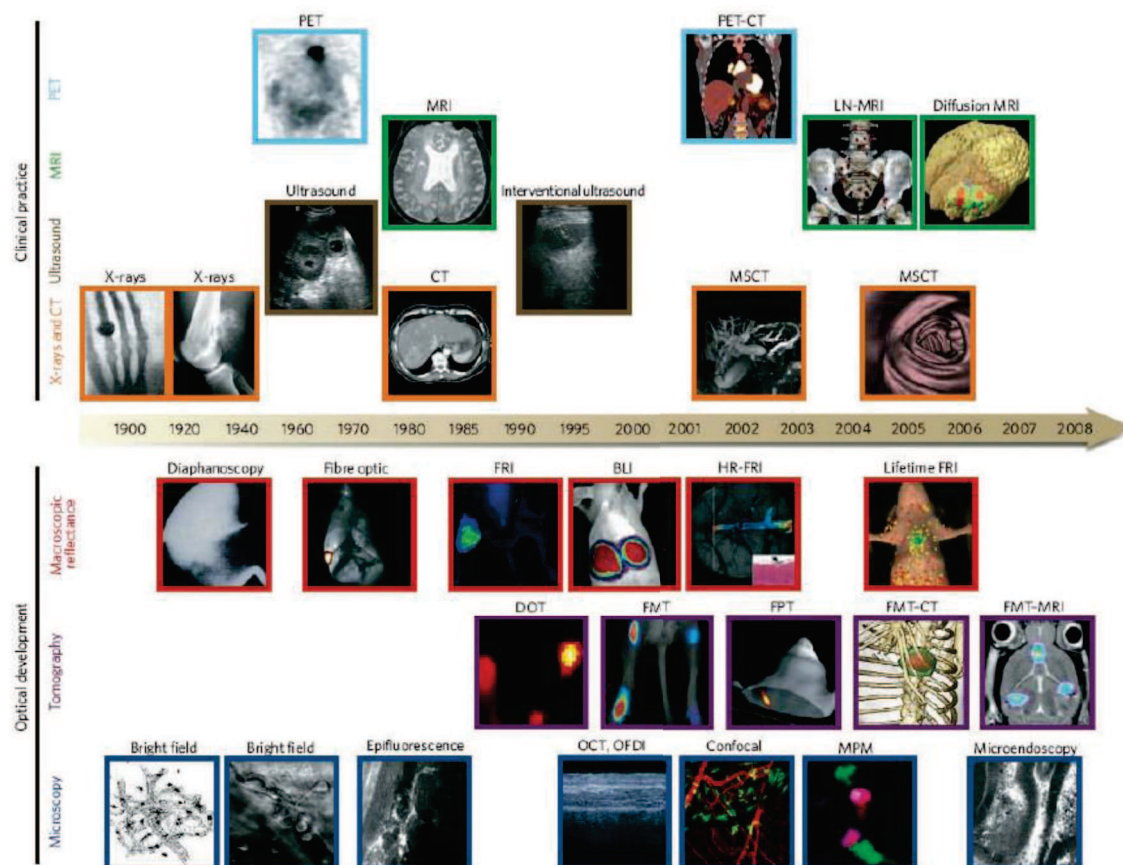 PET
PET-CT
MRI
LN-MRI
Diffusion MRI
Ultrasound
Interventional ultrasound
X-rays
X-rays
CT
MSCT
MSCT
Clinical practice
PET
MRI
Ultrasound
X-rays and CT
1900 1920 1940 1960 1970 1980 1985 1990 1995 2000 2001 2002 2003 2004 2005 2006 2007 2008
Diaphanoscopy
Fibre optic
FRI
BLI
HR-FRI
Lifetime FRI
DOT
FMT
FPT
FMT-CT
FMT-MRI
Bright field
Bright field
Epifluorescence
OCT, OFDI
Confocal
MPM
Microendoscopy
Optical development
Macroscopic
reflectance
Tomography
Microscopy